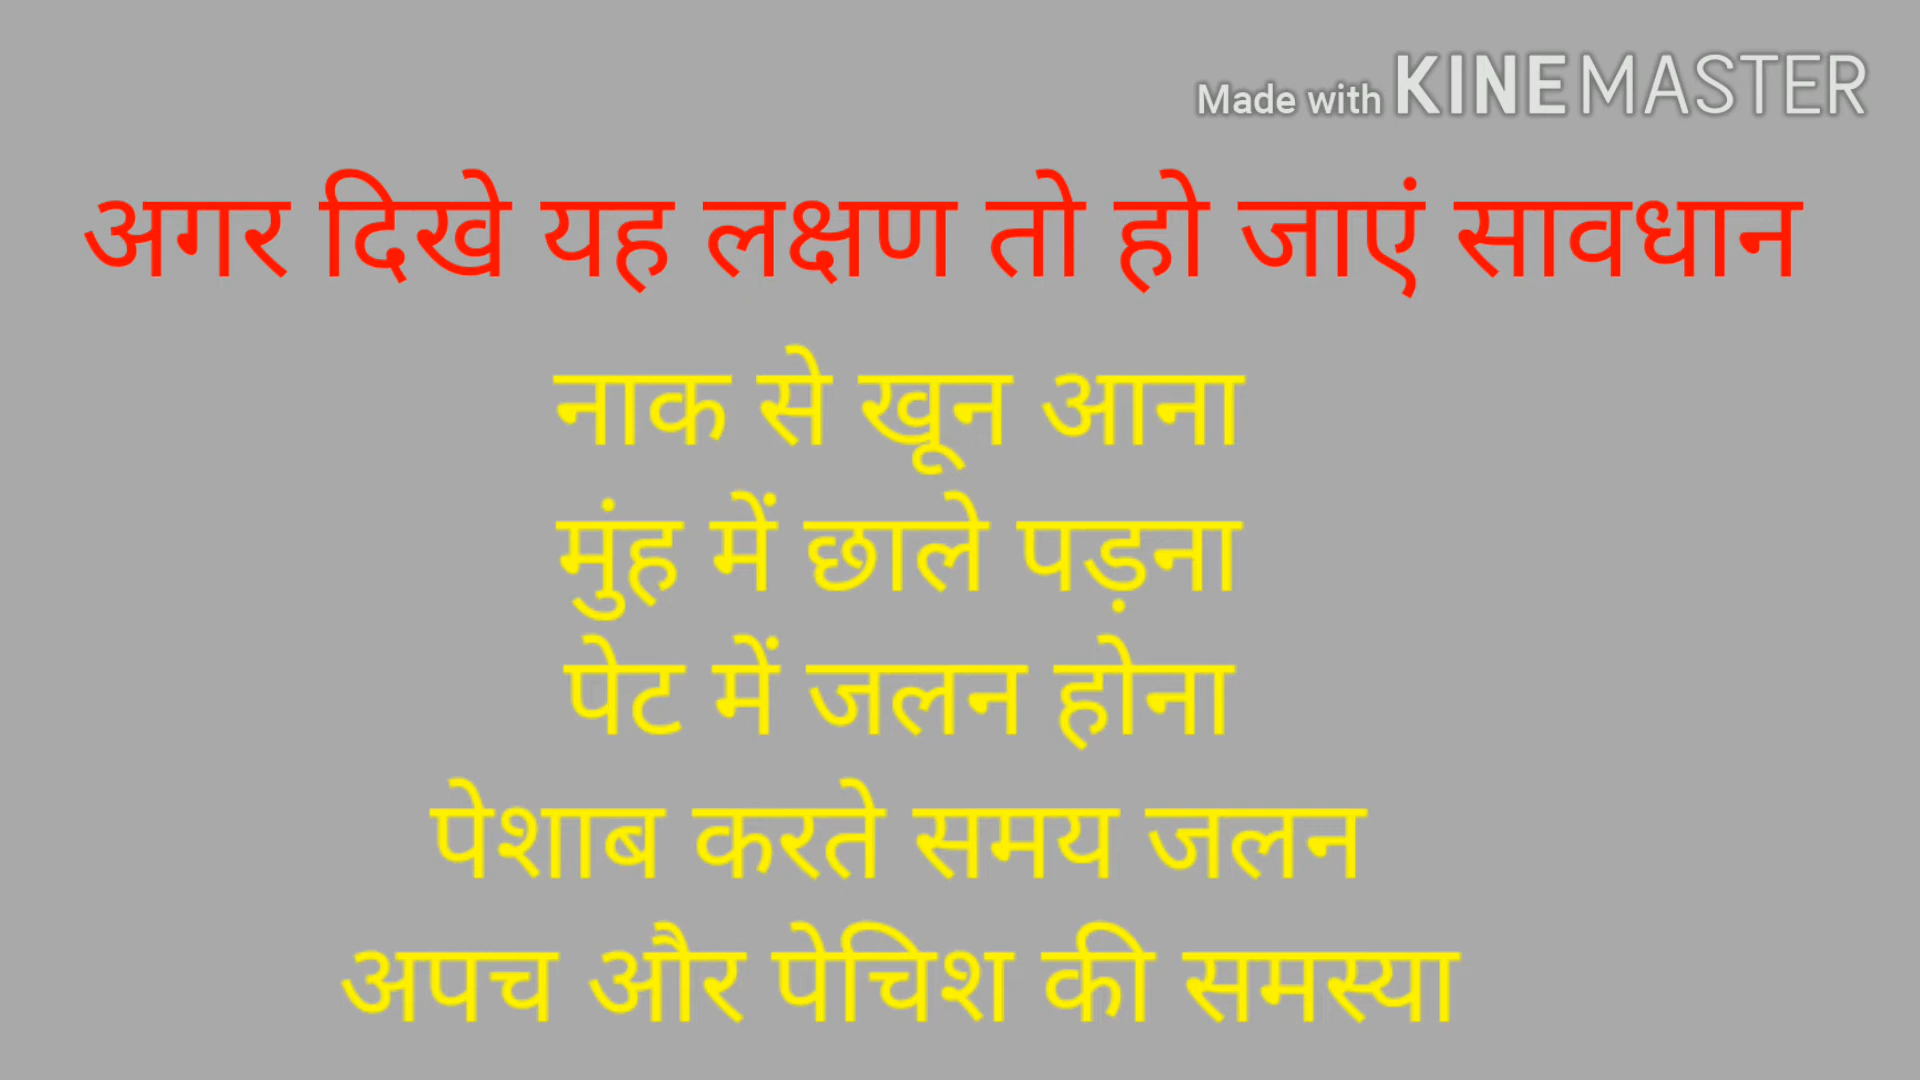 Made with KINEMASTER
अगर दिखे यह लक्षण तो हो जाएं सावधान
नाक से खून आना
मुंह में छाले पड़ना
पेट में जलन होना
पेशाब करते समय जलन
अपच और पेचिश की समस्या